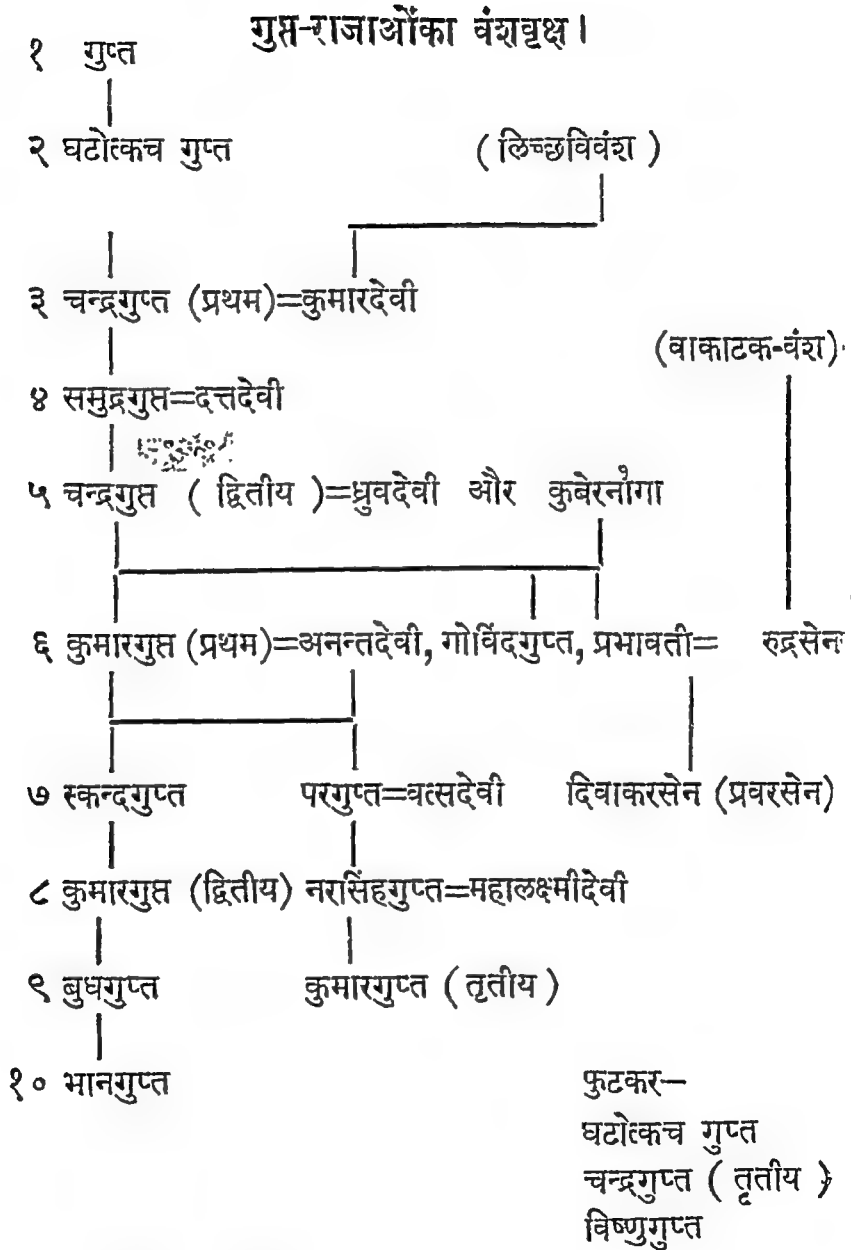 गुप्त-राजाओंका वंशवृक्ष।
१ गुप्त
२ घटोत्कच गुप्त (लिच्छविवंश)
३ चन्द्रगुप्त (प्रथम)=कुमारदेवी
(वाकाटक-वंश)
४ समुद्रगुप्त=दत्तदेवी
५ चन्द्रगुप्त (द्वितीय)=ध्रुवदेवी और कुबेरनागा
६ कुमारगुप्त (प्रथम)=अनन्तदेवी, गोविंदगुप्त, प्रभावती= रुद्रसेन
७ स्कन्दगुप्त परगुप्त=वत्सदेवी दिवाकरसेन (प्रवरसेन)
८ कुमारगुप्त (द्वितीय) नरसिंहगुप्त=महालक्ष्मीदेवी
९ बुधगुप्त कुमारगुप्त (तृतीय)
१० भानगुप्त
फुटकर—
घटोत्कच गुप्त
चन्द्रगुप्त (तृतीय)
विष्णुगुप्त